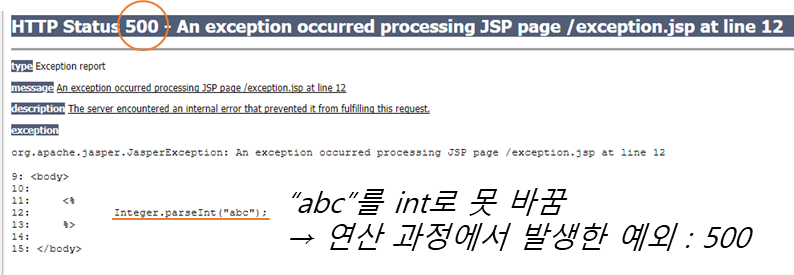 HTTP Status 500 - An exception occurred processing JSP page /exception.jsp at line 12
type Exception report
message An exception occurred processing JSP page /exception.jsp at line 12
description The server encountered an internal error that prevented it from fulfilling this request.
exception
org.apache.jasper.JasperException: An exception occurred processing JSP page /exception.jsp at line 12
9: <body>
10:
11: <%
12: Integer.parseInt("abc");
13: %>
14:
15: </body>
“abc”를 int로 못 바꿈
→ 연산 과정에서 발생한 예외 : 500